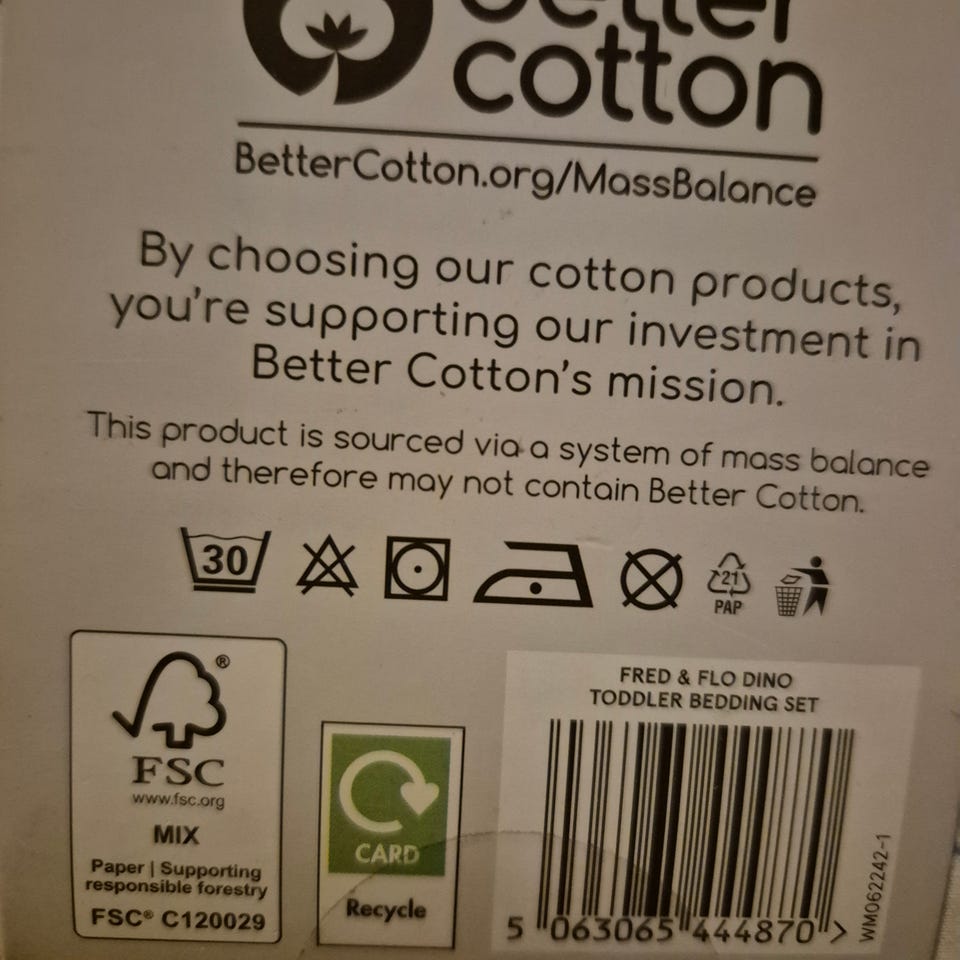 better
cotton
BetterCotton.org/MassBalance
By choosing our cotton products,
you're supporting our investment in
Better Cotton's mission.
This product is sourced via a system of mass balance
and therefore may not contain Better Cotton.
30
21
PAP
®
FSC
www.fsc.org
MIX
Paper | Supporting
responsible forestry
FSC® C120029
CARD
Recycle
FRED & FLO DINO
TODDLER BEDDING SET
5 063065 444870 >
WM062242-1